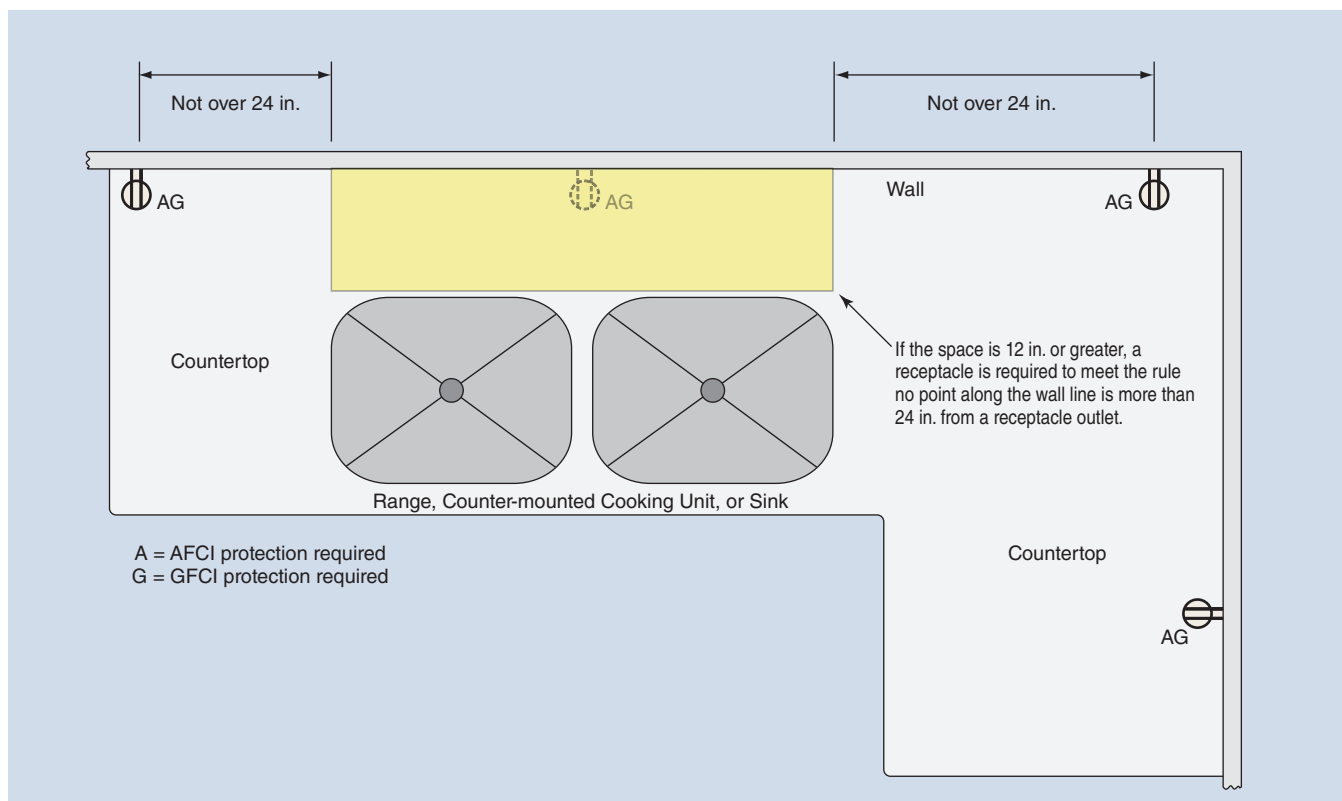 Not over 24 in.
Not over 24 in.
AG
AG
Wall
AG
Countertop
If the space is 12 in. or greater, a
receptacle is required to meet the rule
no point along the wall line is more than
24 in. from a receptacle outlet.
Range, Counter-mounted Cooking Unit, or Sink
A = AFCI protection required
G = GFCI protection required
Countertop
AG